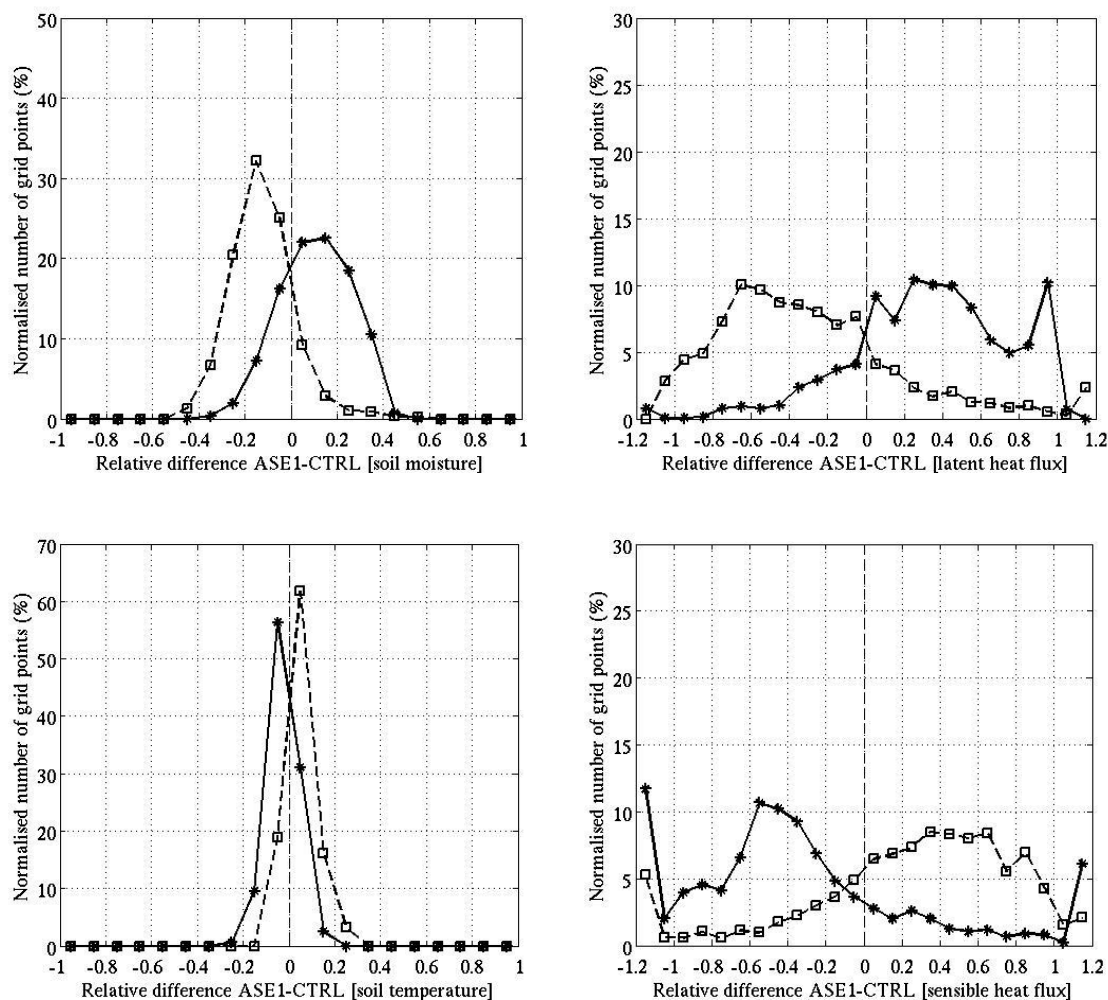 50
40
30
20
10
0
Normalised number of grid points (%)
-1 -0.8 -0.6 -0.4 -0.2 0 0.2 0.4 0.6 0.8 1
Relative difference ASE1-CTRL [soil moisture]
30
25
20
15
10
5
0
Normalised number of grid points (%)
-1.2 -1 -0.8 -0.6 -0.4 -0.2 0 0.2 0.4 0.6 0.8 1 1.2
Relative difference ASE1-CTRL [latent heat flux]
70
60
50
40
30
20
10
0
Normalised number of grid points (%)
-1 -0.8 -0.6 -0.4 -0.2 0 0.2 0.4 0.6 0.8 1
Relative difference ASE1-CTRL [soil temperature]
30
25
20
15
10
5
0
Normalised number of grid points (%)
-1.2 -1 -0.8 -0.6 -0.4 -0.2 0 0.2 0.4 0.6 0.8 1 1.2
Relative difference ASE1-CTRL [sensible heat flux]